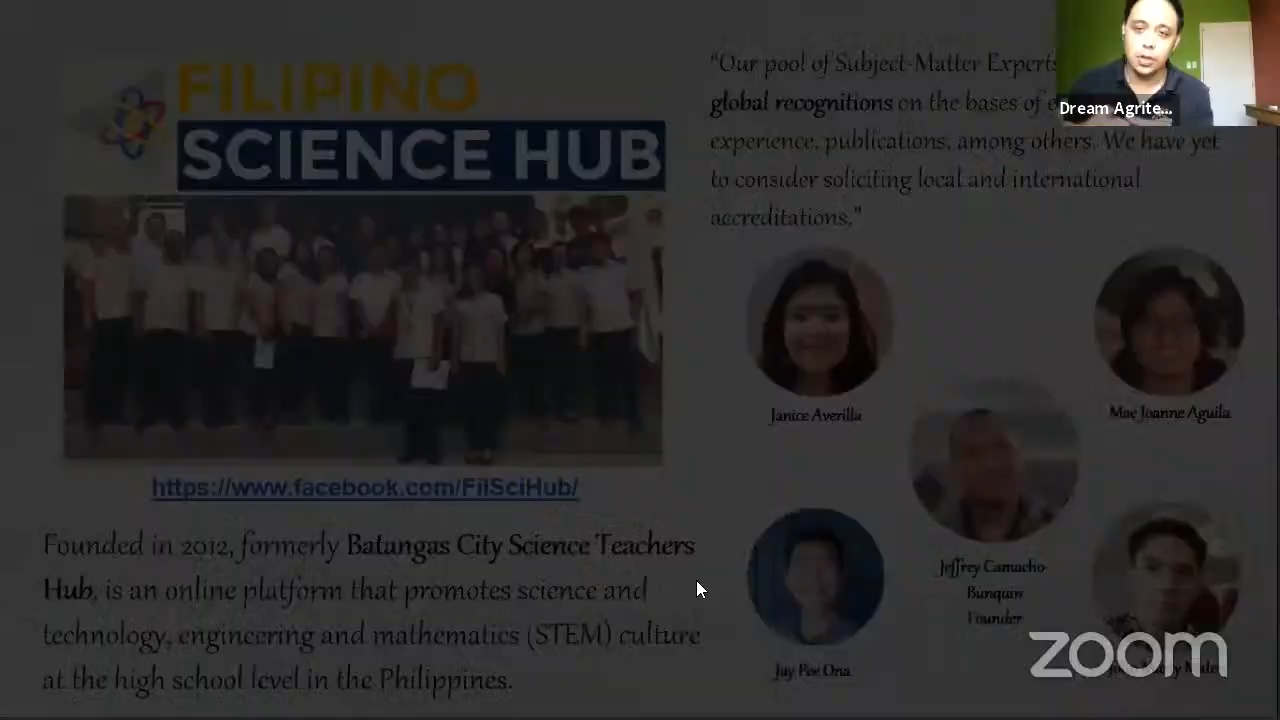 FILIPINO
SCIENCE HUB
https://www.facebook.com/FilSciHub/
Founded in 2012, formerly Batangas City Science Teachers
Hub, is an online platform that promotes science and
technology, engineering and mathematics (STEM) culture
at the high school level in the Philippines.
"Our pool of Subject-Matter Experts
global recognitions on the bases of
experience, publications, among others. We have yet
to consider soliciting local and international
accreditations."
Dream Agrite...
Janice Averilla
Mae Joanne Aguila
Jeffrey Camacho
Bunquin
Founder
Jay Pee Ona
zoom